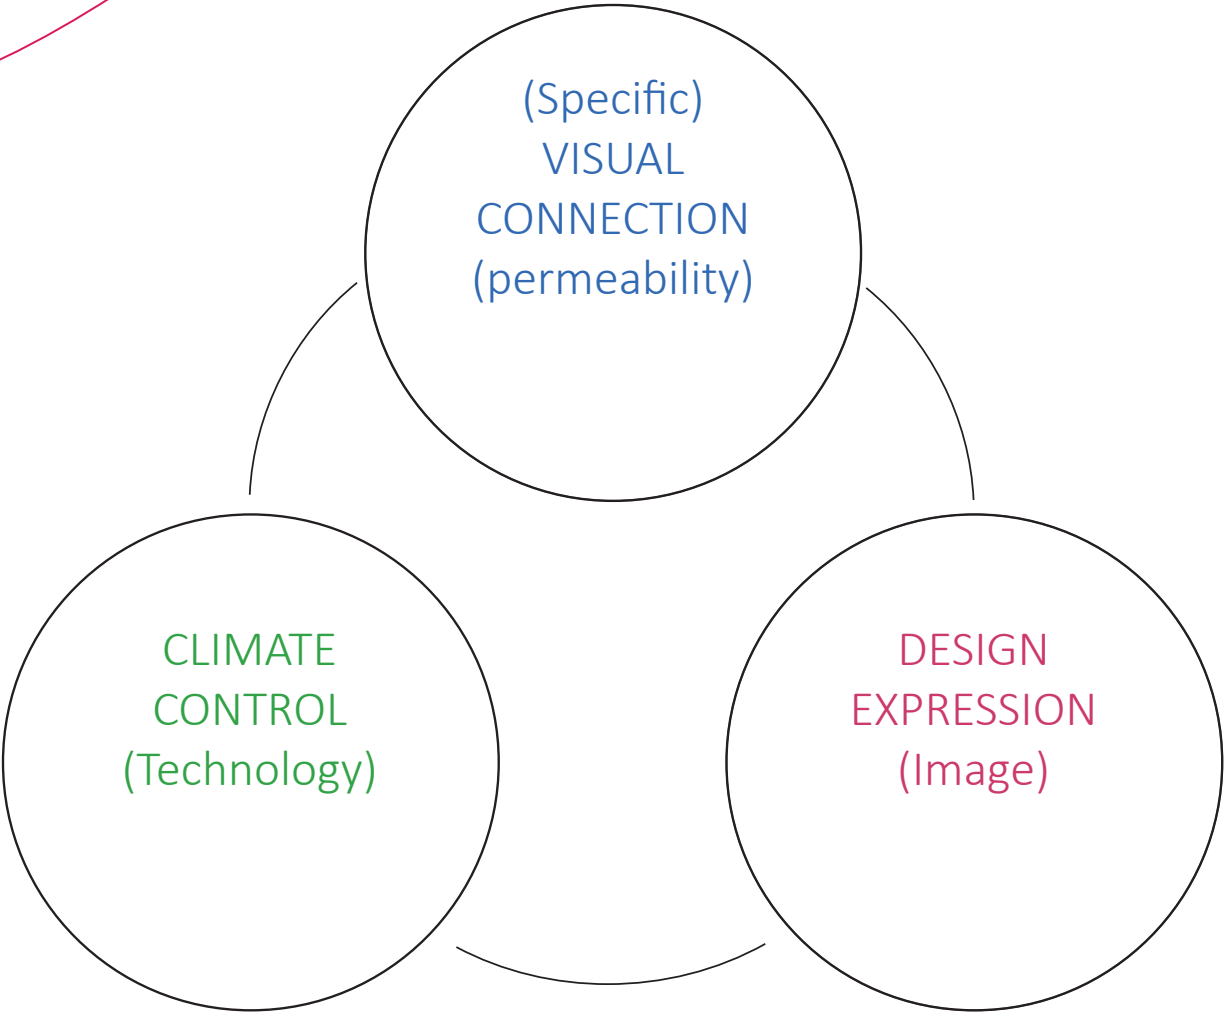 (Specific)
VISUAL
CONNECTION
(permeability)
CLIMATE
CONTROL
(Technology)
DESIGN
EXPRESSION
(Image)